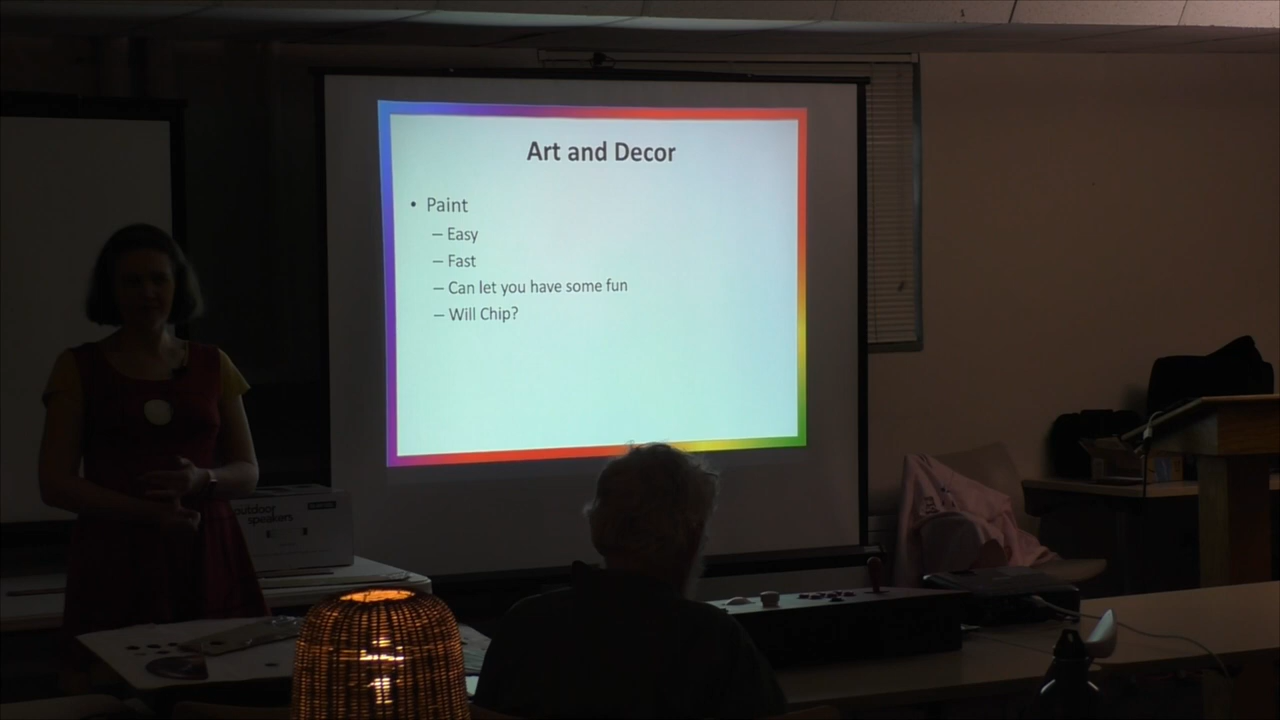 Art and Decor
• Paint
– Easy
– Fast
– Can let you have some fun
– Will Chip?
outdoor
speakers